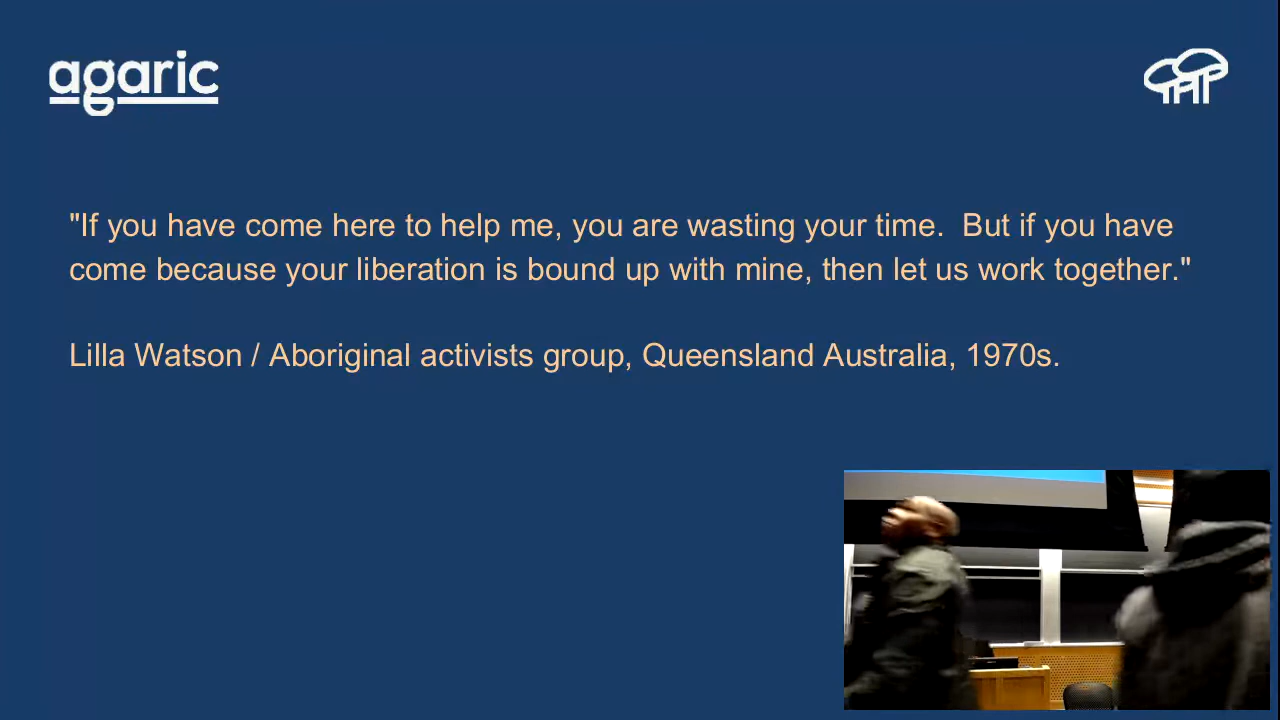 agaric
"If you have come here to help me, you are wasting your time.  But if you have
come because your liberation is bound up with mine, then let us work together."
Lilla Watson / Aboriginal activists group, Queensland Australia, 1970s.